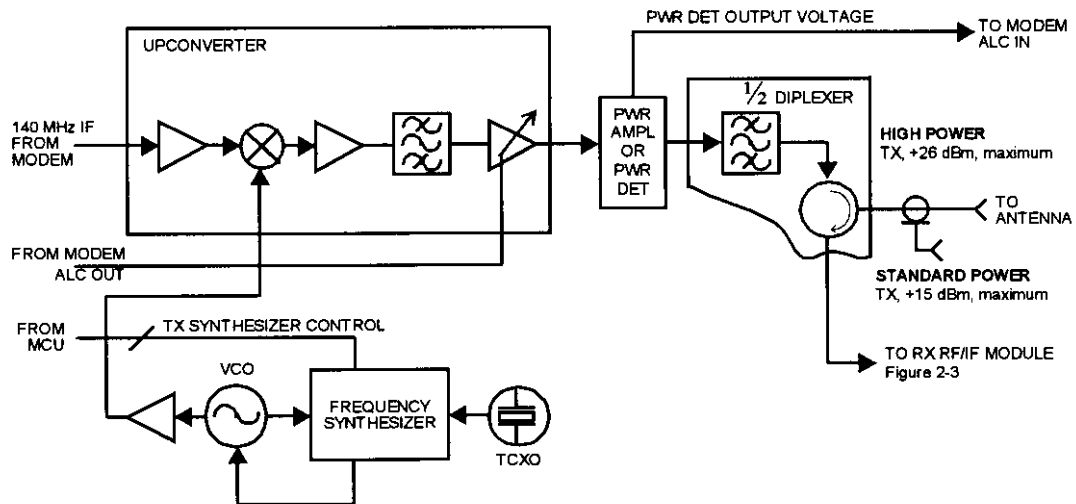 PWR DET OUTPUT VOLTAGE
TO MODEM
ALC IN
UPCONVERTER
140 MHz IF
FROM
MODEM
PWR
AMPL
OR
PWR
DET
1/2 DIPLEXER
HIGH POWER
TX, +26 dBm, maximum
TO
ANTENNA
FROM MODEM
ALC OUT
STANDARD POWER
TX, +15 dBm, maximum
FROM
MCU
TX SYNTHESIZER CONTROL
TO RX RF/IF MODULE
Figure 2-3
VCO
FREQUENCY
SYNTHESIZER
TCXO